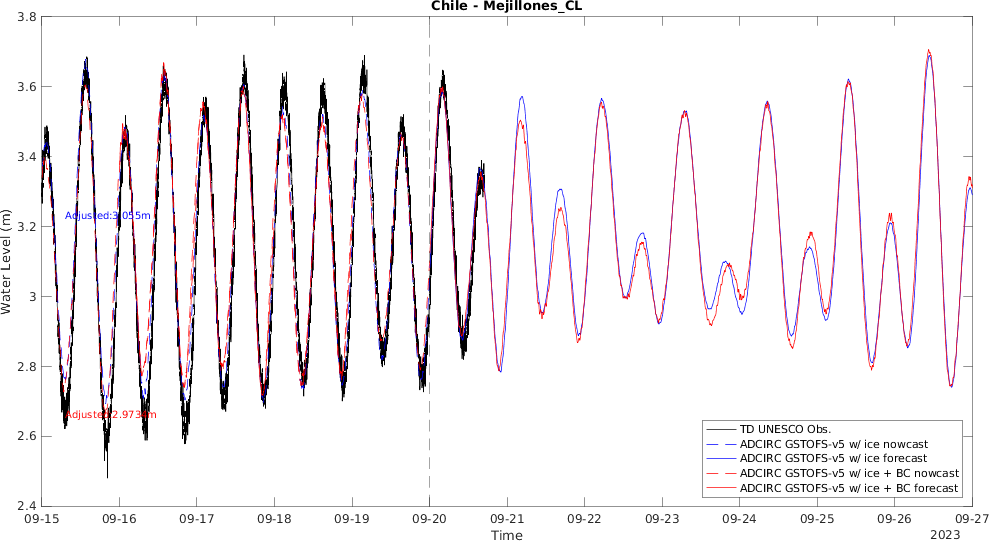 Chile - Mejillones_CL
3.8
3.6
3.4
3.2
3
2.8
2.6
2.4
Water Level (m)
Adjusted:3.055m
TD UNESCO Obs.
ADCIRC GSTOFS-v5 w/ ice nowcast
ADCIRC GSTOFS-v5 w/ ice forecast
ADCIRC GSTOFS-v5 w/ ice + BC nowcast
ADCIRC GSTOFS-v5 w/ ice + BC forecast
09-15 09-16 09-17 09-18 09-19 09-20 09-21 09-22 09-23 09-24 09-25 09-26 09-27
Time
2023